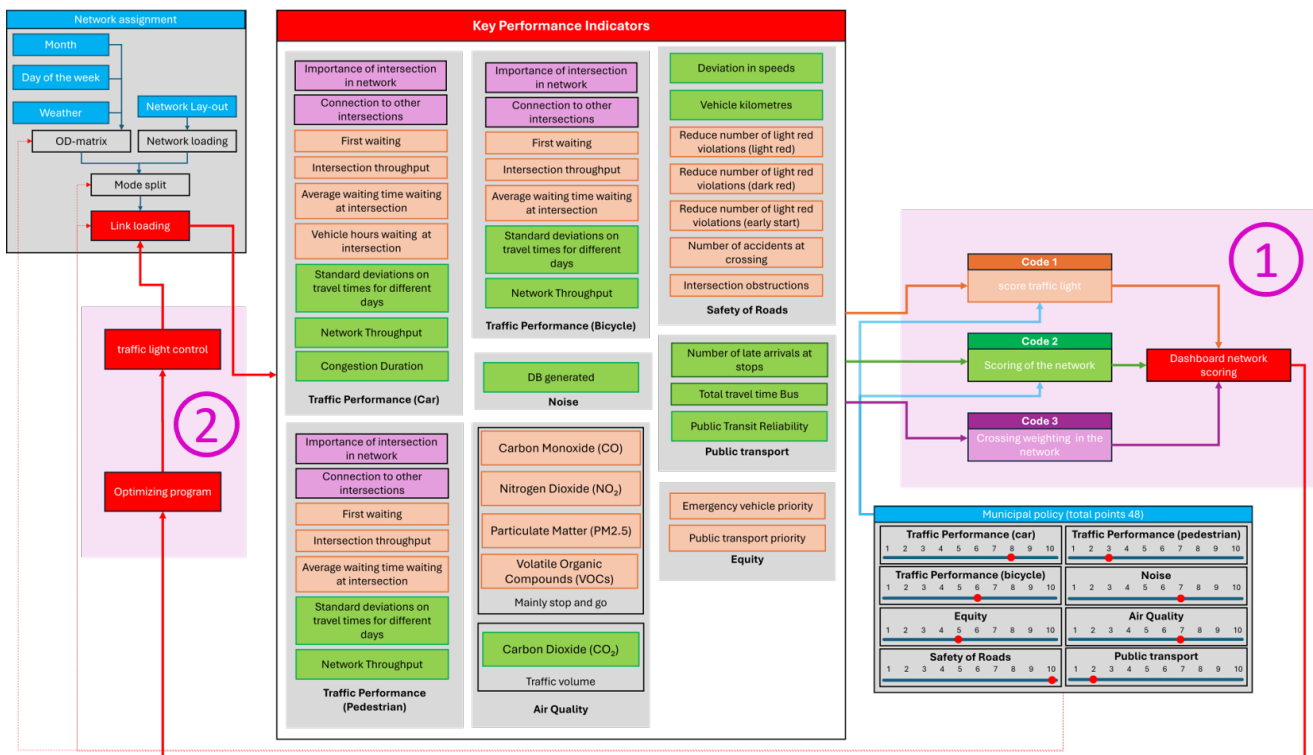 Network assignment
Month
Day of the week
Weather
Network Lay-out
OD-matrix
Network loading
Mode split
Link loading
traffic light control
2
Optimizing program
Key Performance Indicators
Importance of intersection
in network
Connection to other
intersections
First waiting
Intersection throughput
Average waiting time waiting
at intersection
Vehicle hours waiting at
intersection
Standard deviations on
travel times for different
days
Network Throughput
Congestion Duration
Traffic Performance (Car)
Importance of intersection
in network
Connection to other
intersections
First waiting
Intersection throughput
Average waiting time waiting
at intersection
Standard deviations on
travel times for different
days
Network Throughput
Traffic Performance (Bicycle)
Deviation in speeds
Vehicle kilometres
Reduce number of light red
violations (light red)
Reduce number of light red
violations (dark red)
Reduce number of light red
violations (early start)
Number of accidents at
crossing
Intersection obstructions
Safety of Roads
DB generated
Noise
Number of late arrivals at
stops
Total travel time Bus
Public Transit Reliability
Public transport
Importance of intersection
in network
Connection to other
intersections
First waiting
Intersection throughput
Average waiting time waiting
at intersection
Standard deviations on
travel times for different
days
Network Throughput
Traffic Performance
(Pedestrian)
Carbon Monoxide (CO)
Nitrogen Dioxide (NO₂)
Particulate Matter (PM2.5)
Volatile Organic
Compounds (VOCs)
Mainly stop and go
Carbon Dioxide (CO₂)
Traffic volume
Air Quality
Emergency vehicle priority
Public transport priority
Equity
1
Code 1
score traffic light
Code 2
Scoring of the network
Code 3
Crossing weighting in the
network
Dashboard network
scoring
Municipal policy (total points 48)
Traffic Performance (car)
1 2 3 4 5 6 7 8 9 10
Traffic Performance (pedestrian)
1 2 3 4 5 6 7 8 9 10
Traffic Performance (bicycle)
1 2 3 4 5 6 7 8 9 10
Noise
1 2 3 4 5 6 7 8 9 10
Equity
1 2 3 4 5 6 7 8 9 10
Air Quality
1 2 3 4 5 6 7 8 9 10
Safety of Roads
1 2 3 4 5 6 7 8 9 10
Public transport
1 2 3 4 5 6 7 8 9 10